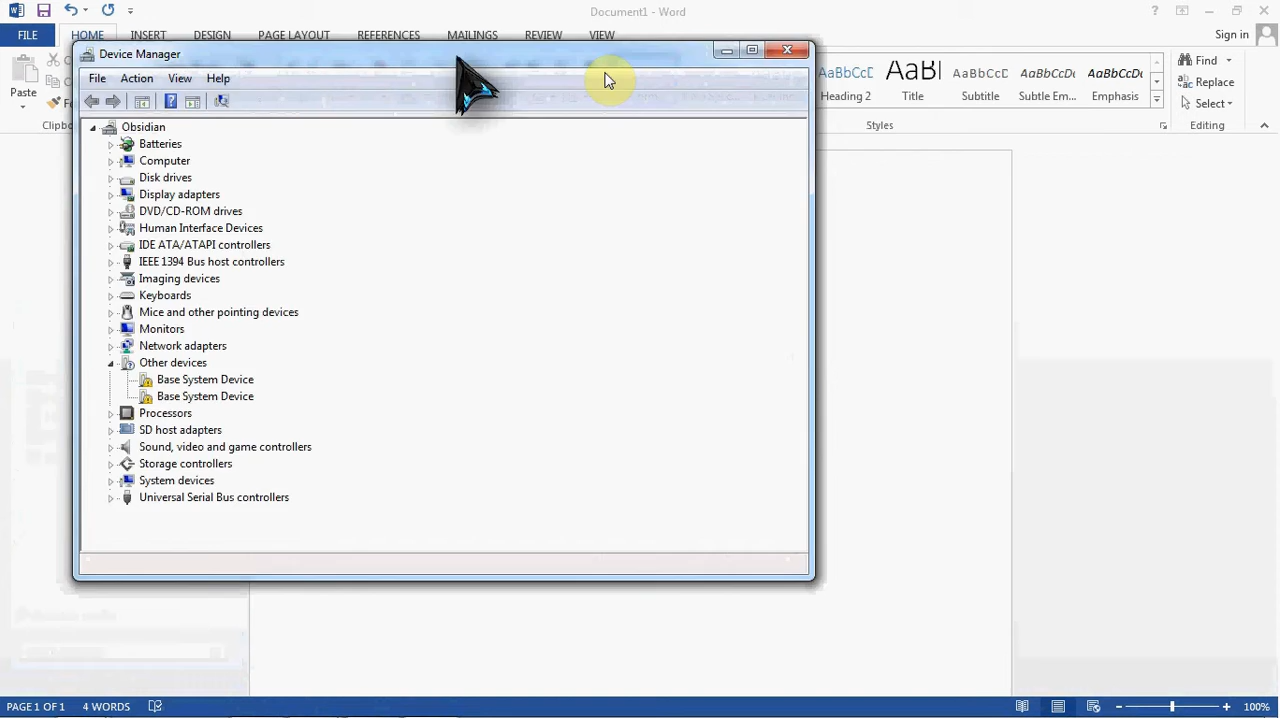 Document1 - Word
FILE HOME INSERT DESIGN PAGE LAYOUT REFERENCES MAILINGS REVIEW VIEW Sign in
Device Manager
File Action View Help
Paste
Find
Replace
Select
Editing
AaBbCcDc
Heading 2
Title
AaBbCcC
Subtitle
AaBbCcDc
Subtle Em...
AaBbCcDc
Emphasis
Styles
Obsidian
Batteries
Computer
Disk drives
Display adapters
DVD/CD-ROM drives
Human Interface Devices
IDE ATA/ATAPI controllers
IEEE 1394 Bus host controllers
Imaging devices
Keyboards
Mice and other pointing devices
Monitors
Network adapters
Other devices
Base System Device
Base System Device
Processors
SD host adapters
Sound, video and game controllers
Storage controllers
System devices
Universal Serial Bus controllers
PAGE 1 OF 1 4 WORDS 100%